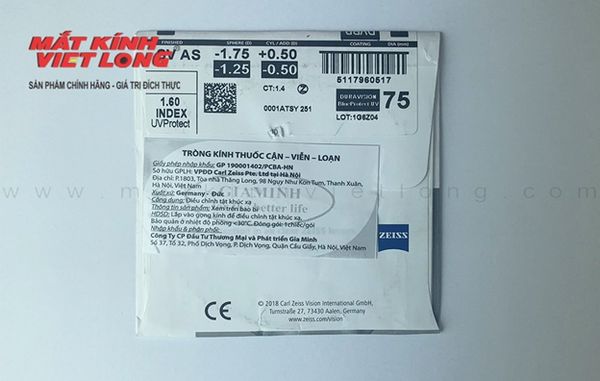 MẮT KÍNH
VIET LONG
SẢN PHẨM CHÍNH HÃNG - GIÁ TRỊ ĐÍCH THỰC
FINISHED SPHERE (D) CYL / ADD (D) COATING DIA (mm)
SV AS -1.75 +0.50
-1.25 -0.50
5117960517
1.60
INDEX
UVProtect
CT:1.4
0001ATSY 251
DURAVISION
BlueProtect UV
75
LOT:1G6Z04
TRÒNG KÍNH THUỐC CẬN – VIỄN – LOẠN
Giấy phép nhập khẩu: GP 190001402/PCBA-HN
Sở hữu GPLH: VPDD Carl Zeiss Pte. Ltd tại Hà Nội
Địa chỉ: P.1803, Tòa nhà Thăng Long, 98 Ngụy Như Kon Tum, Thanh Xuân,
Hà Nội, Việt Nam
Xuất xứ: Germany- Đức
Công dụng: Điều chỉnh tật khúc xạ.
Thông tin sản phẩm: Xem trên bao bì
HDSD: Lắp vào gọng kính để điều chỉnh tật khúc xạ.
Bảo quản ở nhiệt độ phòng <30°C. Đóng gói: 1chiếc/gói
Nhập khẩu & phân phối:
Công Ty CP Đầu Tư Thương Mại và Phát triển Gia Minh
Số 37, Tổ 32, Phố Dịch Vọng, P. Dịch Vọng, Quận Cầu Giấy, Hà Nội, Việt Nam
GIAMINH
better life
ZEISS
CE
© 2018 Carl Zeiss Vision International GmbH,
Turnstraße 27, 73430 Aalen, Germany
www.zeiss.com/vision